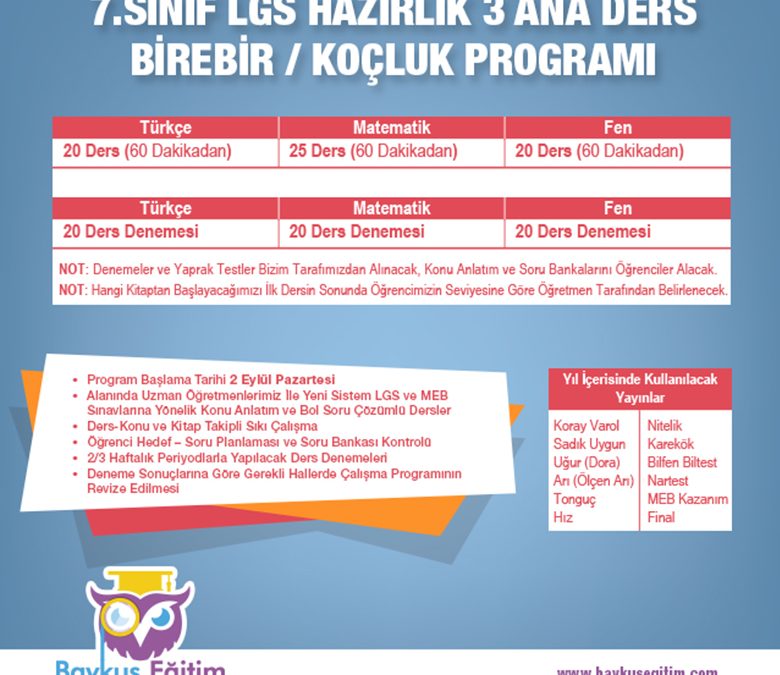 7.SINIF LGS HAZIRLIK 3 ANA DERS
BİREBİR / KOÇLUK PROGRAMI
Türkçe Matematik Fen
20 Ders (60 Dakikadan) 25 Ders (60 Dakikadan) 20 Ders (60 Dakikadan)
Türkçe Matematik Fen
20 Ders Denemesi 20 Ders Denemesi 20 Ders Denemesi
NOT: Denemeler ve Yaprak Testler Bizim Tarafımızdan Alınacak, Konu Anlatım ve Soru Bankalarını Öğrenciler Alacak.
NOT: Hangi Kitaptan Başlayacağımızı İlk Dersin Sonunda Öğrencimizin Seviyesine Göre Öğretmen Tarafından Belirlenecek.
• Program Başlama Tarihi 2 Eylül Pazartesi
• Alanında Uzman Öğretmenlerimiz İle Yeni Sistem LGS ve MEB
Sınavlarına Yönelik Konu Anlatım ve Bol Soru Çözümlü Dersler
• Ders-Konu ve Kitap Takipli Sıkı Çalışma
• Öğrenci Hedef – Soru Planlaması ve Soru Bankası Kontrolü
• 2/3 Haftalık Periyodlarla Yapılacak Ders Denemeleri
• Deneme Sonuçlarına Göre Gerekli Hallerde Çalışma Programının
Revize Edilmesi
Yıl İçerisinde Kullanılacak
Yayınlar
Koray Varol Nitelik
Sadık Uygun Karekök
Uğur (Dora) Bilfen Biltest
Arı (Ölçen Arı) Nartest
Tonguç MEB Kazanım
Hız Final
Baykuş Eğitim
www.baykusegitim.com